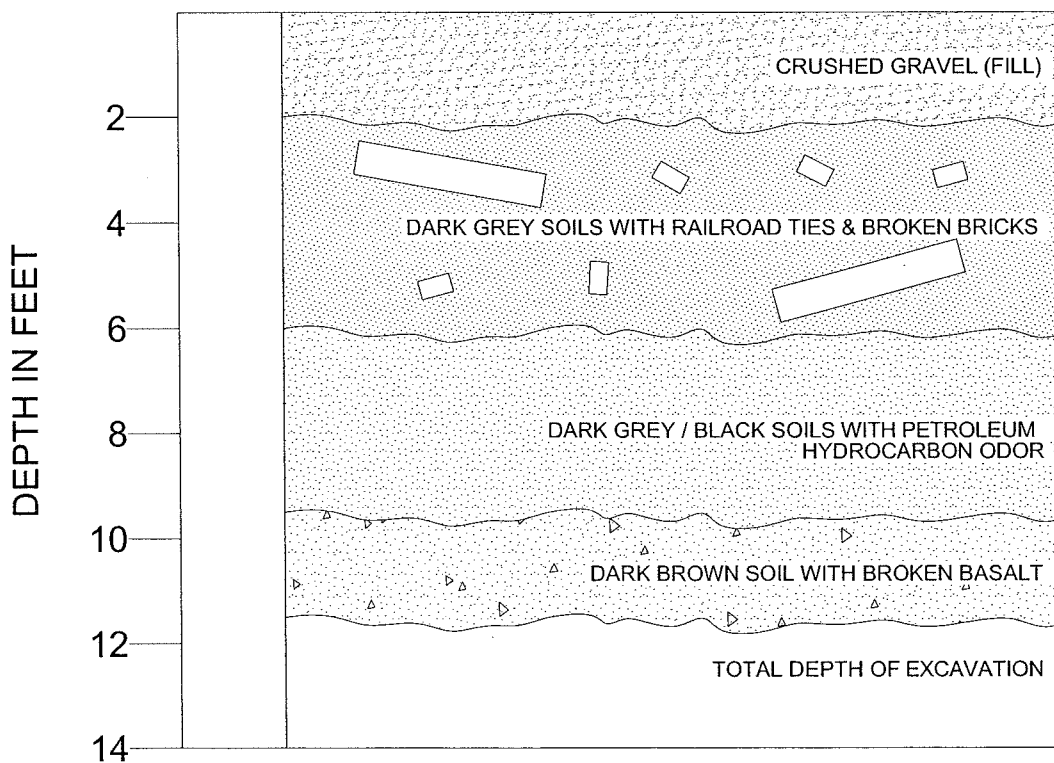 CRUSHED GRAVEL (FILL)
2
4
DARK GREY SOILS WITH RAILROAD TIES & BROKEN BRICKS
DEPTH IN FEET
6
8
DARK GREY / BLACK SOILS WITH PETROLEUM
HYDROCARBON ODOR
10
DARK BROWN SOIL WITH BROKEN BASALT
12
TOTAL DEPTH OF EXCAVATION
14